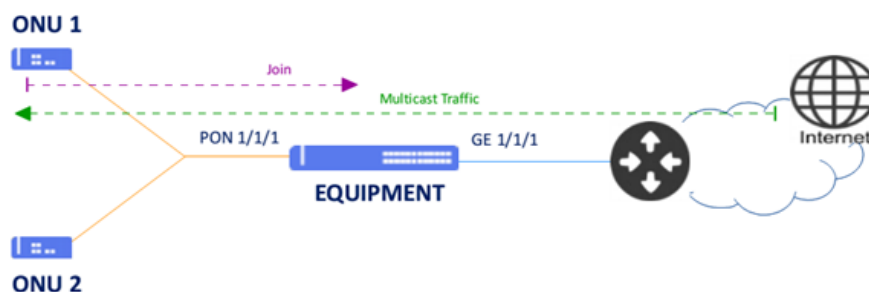 ONU 1
Join
Multicast Traffic
PON 1/1/1
GE 1/1/1
Internet
EQUIPMENT
ONU 2